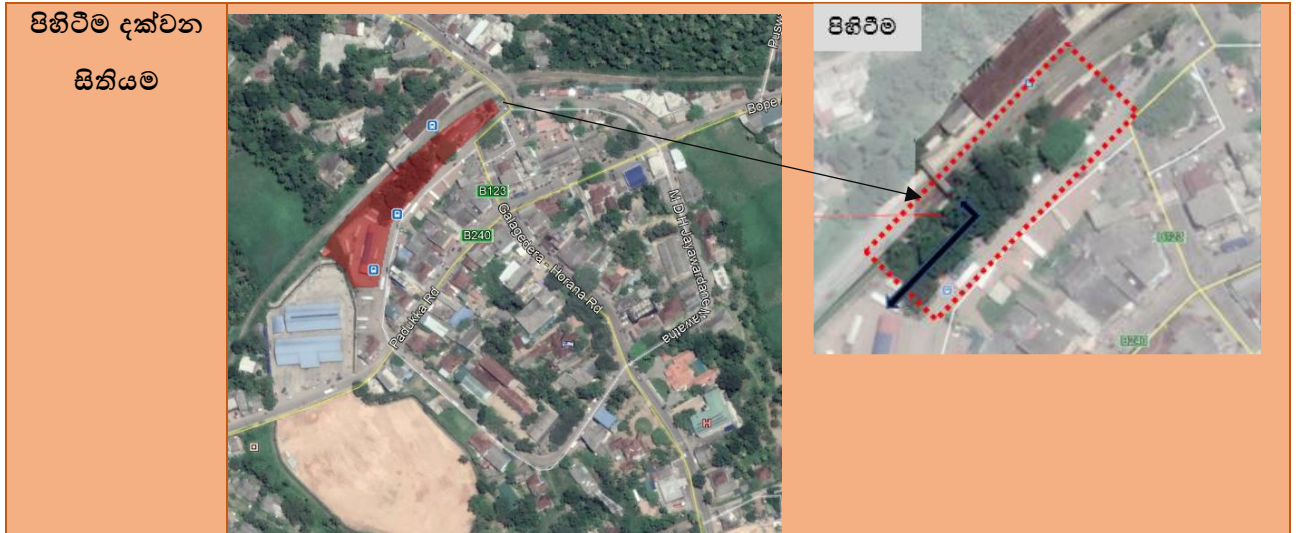 පිහිටීම දක්වන
සිතියම
Bope
B123
B240
Galagedera - Horana Rd
M D H Jayawardane Mawatha
Padukka Rd
H
පිහිටීම
B123
B240